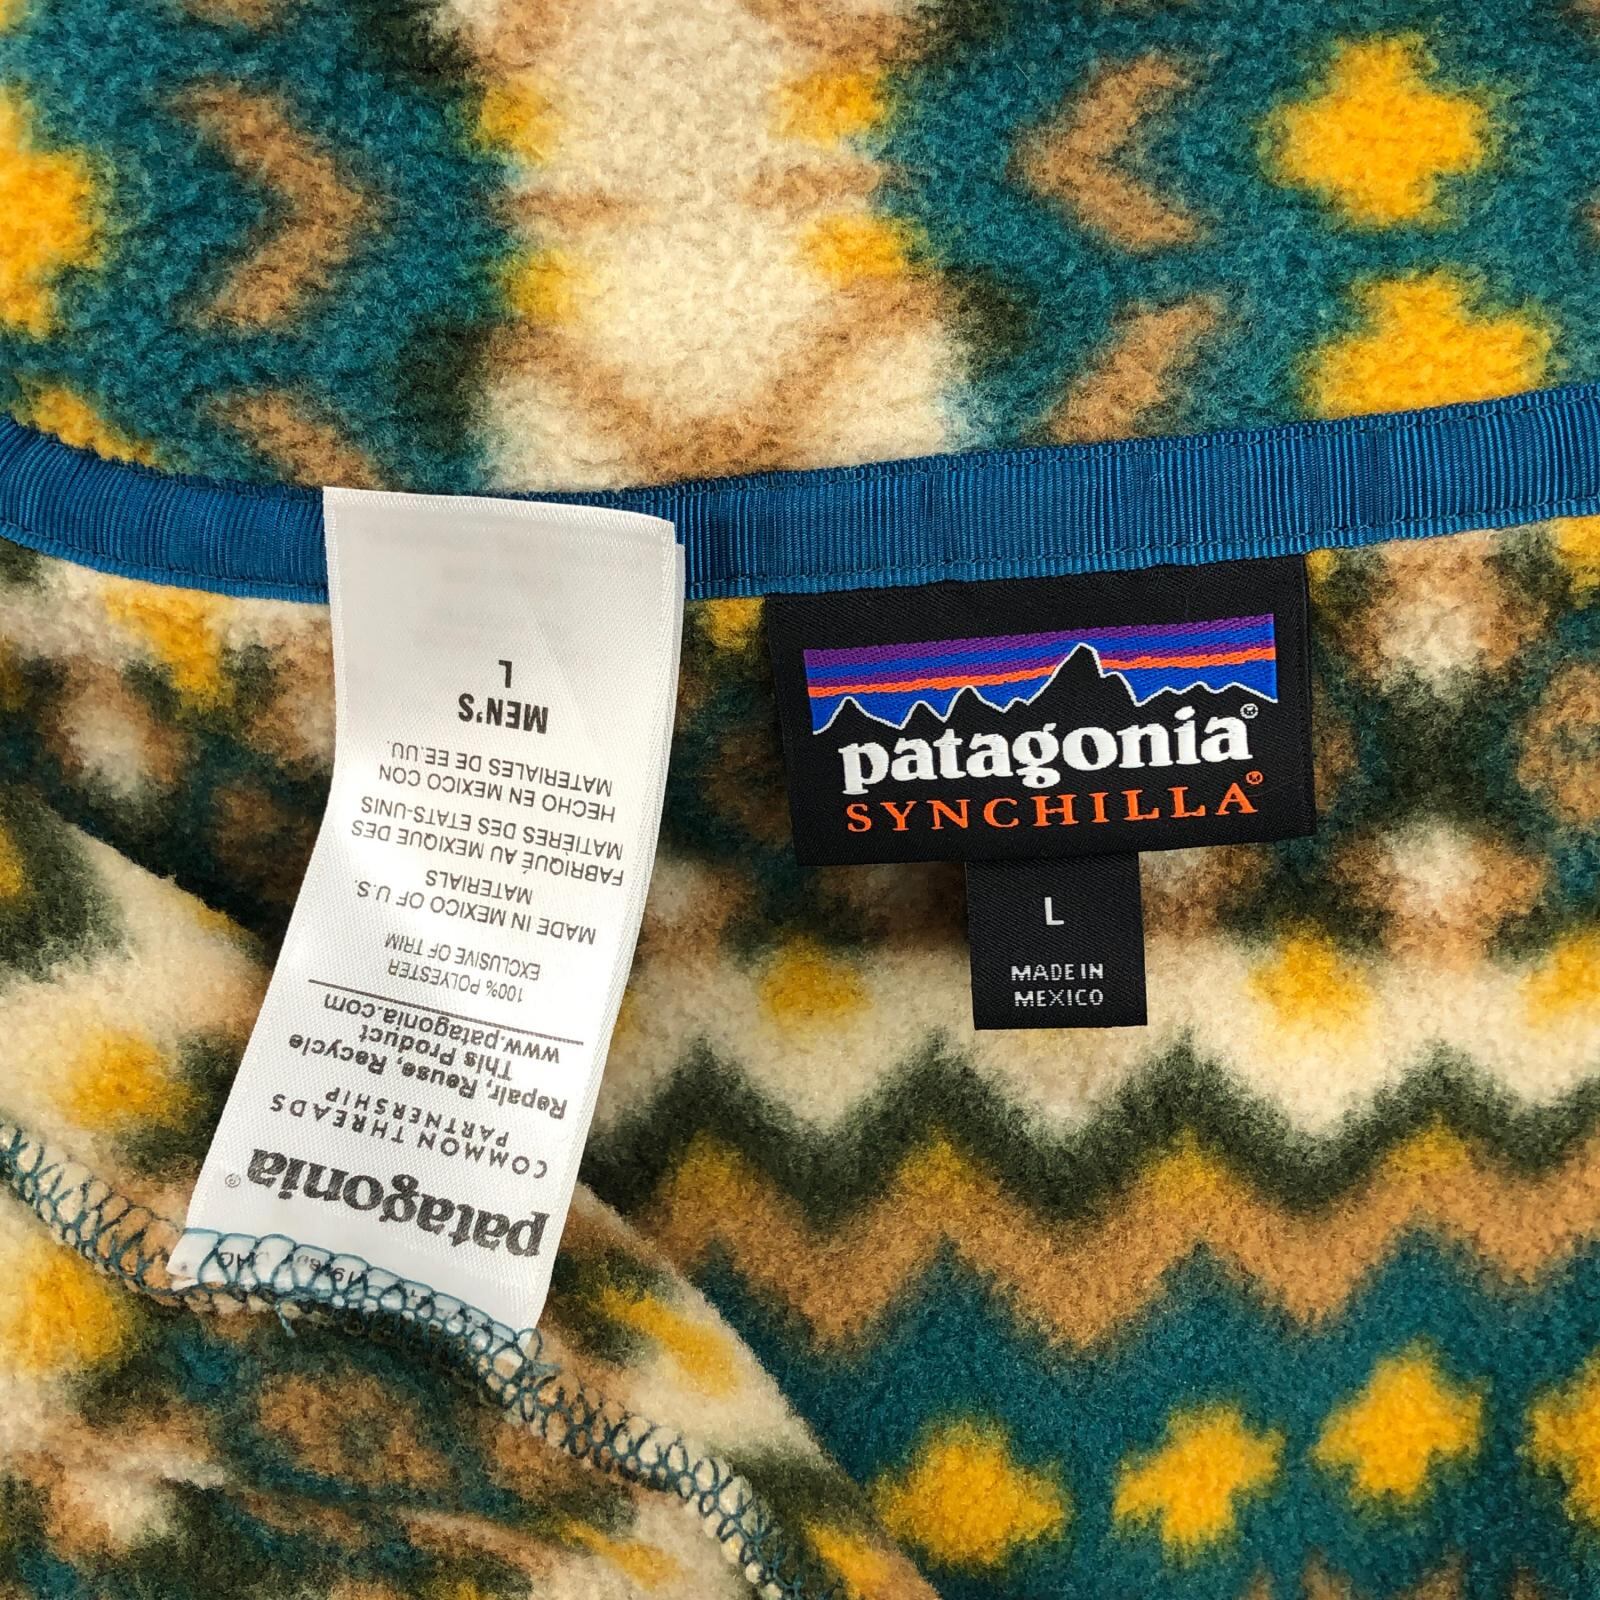 patagonia®
SYNCHILLA®
L
MADE IN
MEXICO
patagonia®
COMMON THREADS
PARTNERSHIP
Repair, Reuse, Recycle
This Product
www.patagonia.com
100% POLYESTER
EXCLUSIVE OF TRIM
MADE IN MEXICO OF U.S.
MATERIALS
FABRIQUÉ AU MEXIQUE DES
MATIÈRES DES ÉTATS-UNIS
HECHO EN MEXICO CON
MATERIALES DE EE.UU.
MEN'S
L